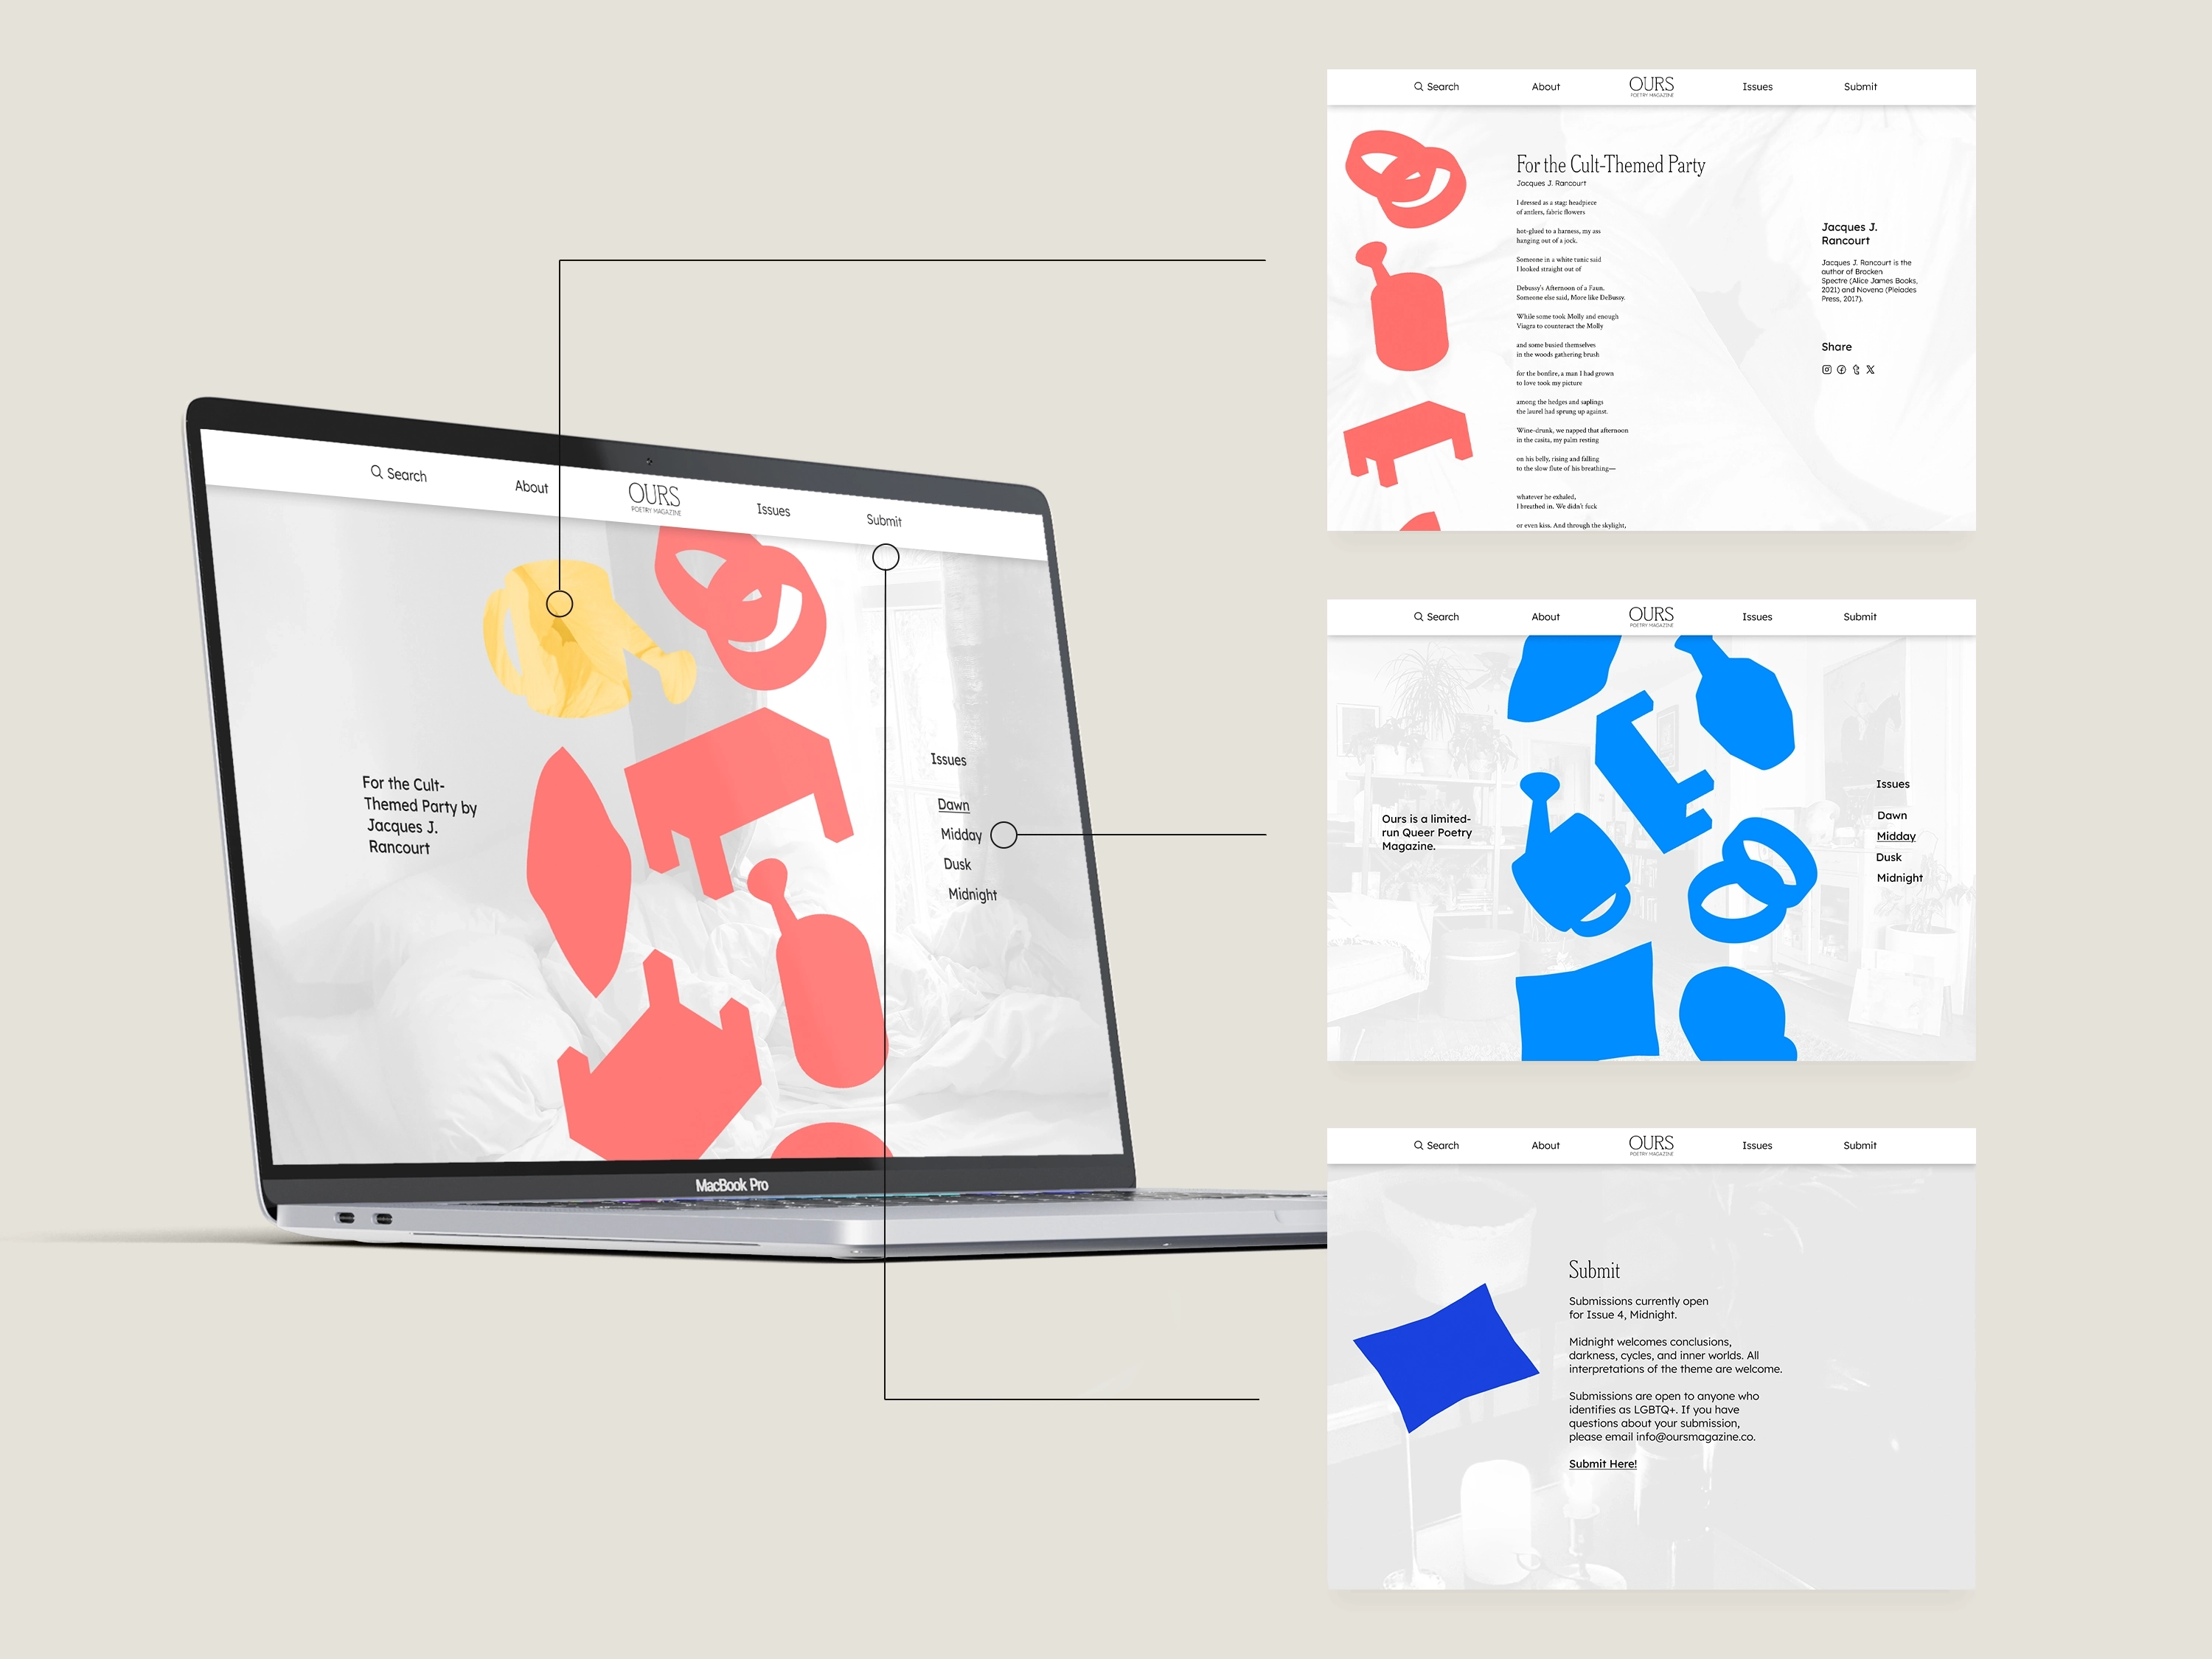 Search
About
OURS
POETRY MAGAZINE
Issues
Submit
For the Cult-
Themed Party by
Jacques J.
Rancourt
Issues
Dawn
Midday
Dusk
Midnight
MacBook Pro
Search
About
OURS
POETRY MAGAZINE
Issues
Submit
For the Cult-Themed Party
Jacques J. Rancourt
I dressed as a stag: headpiece
of antlers, fabric flowers
hot-glued to a harness, my ass
hanging out of a jock.
Someone in a white tunic said
I looked straight out of
Debussy's Afternoon of a Faun.
Someone else said, More like DeBussy.
While some took Molly and enough
Viagra to counteract the Molly
and some busied themselves
in the woods gathering brush
for the bonfire, a man I had grown
to love took my picture
among the hedges and saplings
the laurel had sprung up against.
Wine-drunk, we napped that afternoon
in the casita, my palm resting
on his belly, rising and falling
to the slow flute of his breathing—
whatever he exhaled,
I breathed in. We didn't fuck
or even kiss. And through the skylight,
Jacques J.
Rancourt
Jacques J. Rancourt is the
author of Brocken
Spectre (Alice James Books,
2021) and Novena (Pleiades
Press, 2017).
Share
Search
About
OURS
POETRY MAGAZINE
Issues
Submit
Ours is a limited-
run Queer Poetry
Magazine.
Issues
Dawn
Midday
Dusk
Midnight
Search
About
OURS
POETRY MAGAZINE
Issues
Submit
Submit
Submissions currently open
for Issue 4, Midnight.
Midnight welcomes conclusions,
darkness, cycles, and inner worlds. All
interpretations of the theme are welcome.
Submissions are open to anyone who
identifies as LGBTQ+. If you have
questions about your submission,
please email info@oursmagazine.co.
Submit Here!